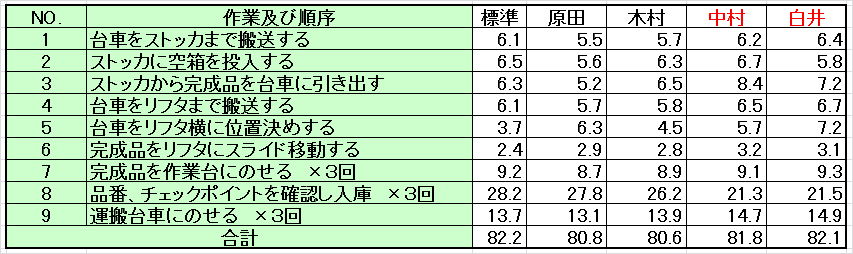 NO. 作業及び順序 標準 原田 木村 中村 白井
1 台車をストッカまで搬送する 6.1 5.5 5.7 6.2 6.4
2 ストッカに空箱を投入する 6.5 5.6 6.3 6.7 5.8
3 ストッカから完成品を台車に引き出す 6.3 5.2 6.5 8.4 7.2
4 台車をリフタまで搬送する 6.1 5.7 5.8 6.5 6.7
5 台車をリフタ横に位置決めする 3.7 6.3 4.5 5.7 7.2
6 完成品をリフタにスライド移動する 2.4 2.9 2.8 3.2 3.1
7 完成品を作業台にのせる ×3回 9.2 8.7 8.9 9.1 9.3
8 品番、チェックポイントを確認し入庫 ×3回 28.2 27.8 26.2 21.3 21.5
9 運搬台車にのせる ×3回 13.7 13.1 13.9 14.7 14.9
合計 82.2 80.8 80.6 81.8 82.1